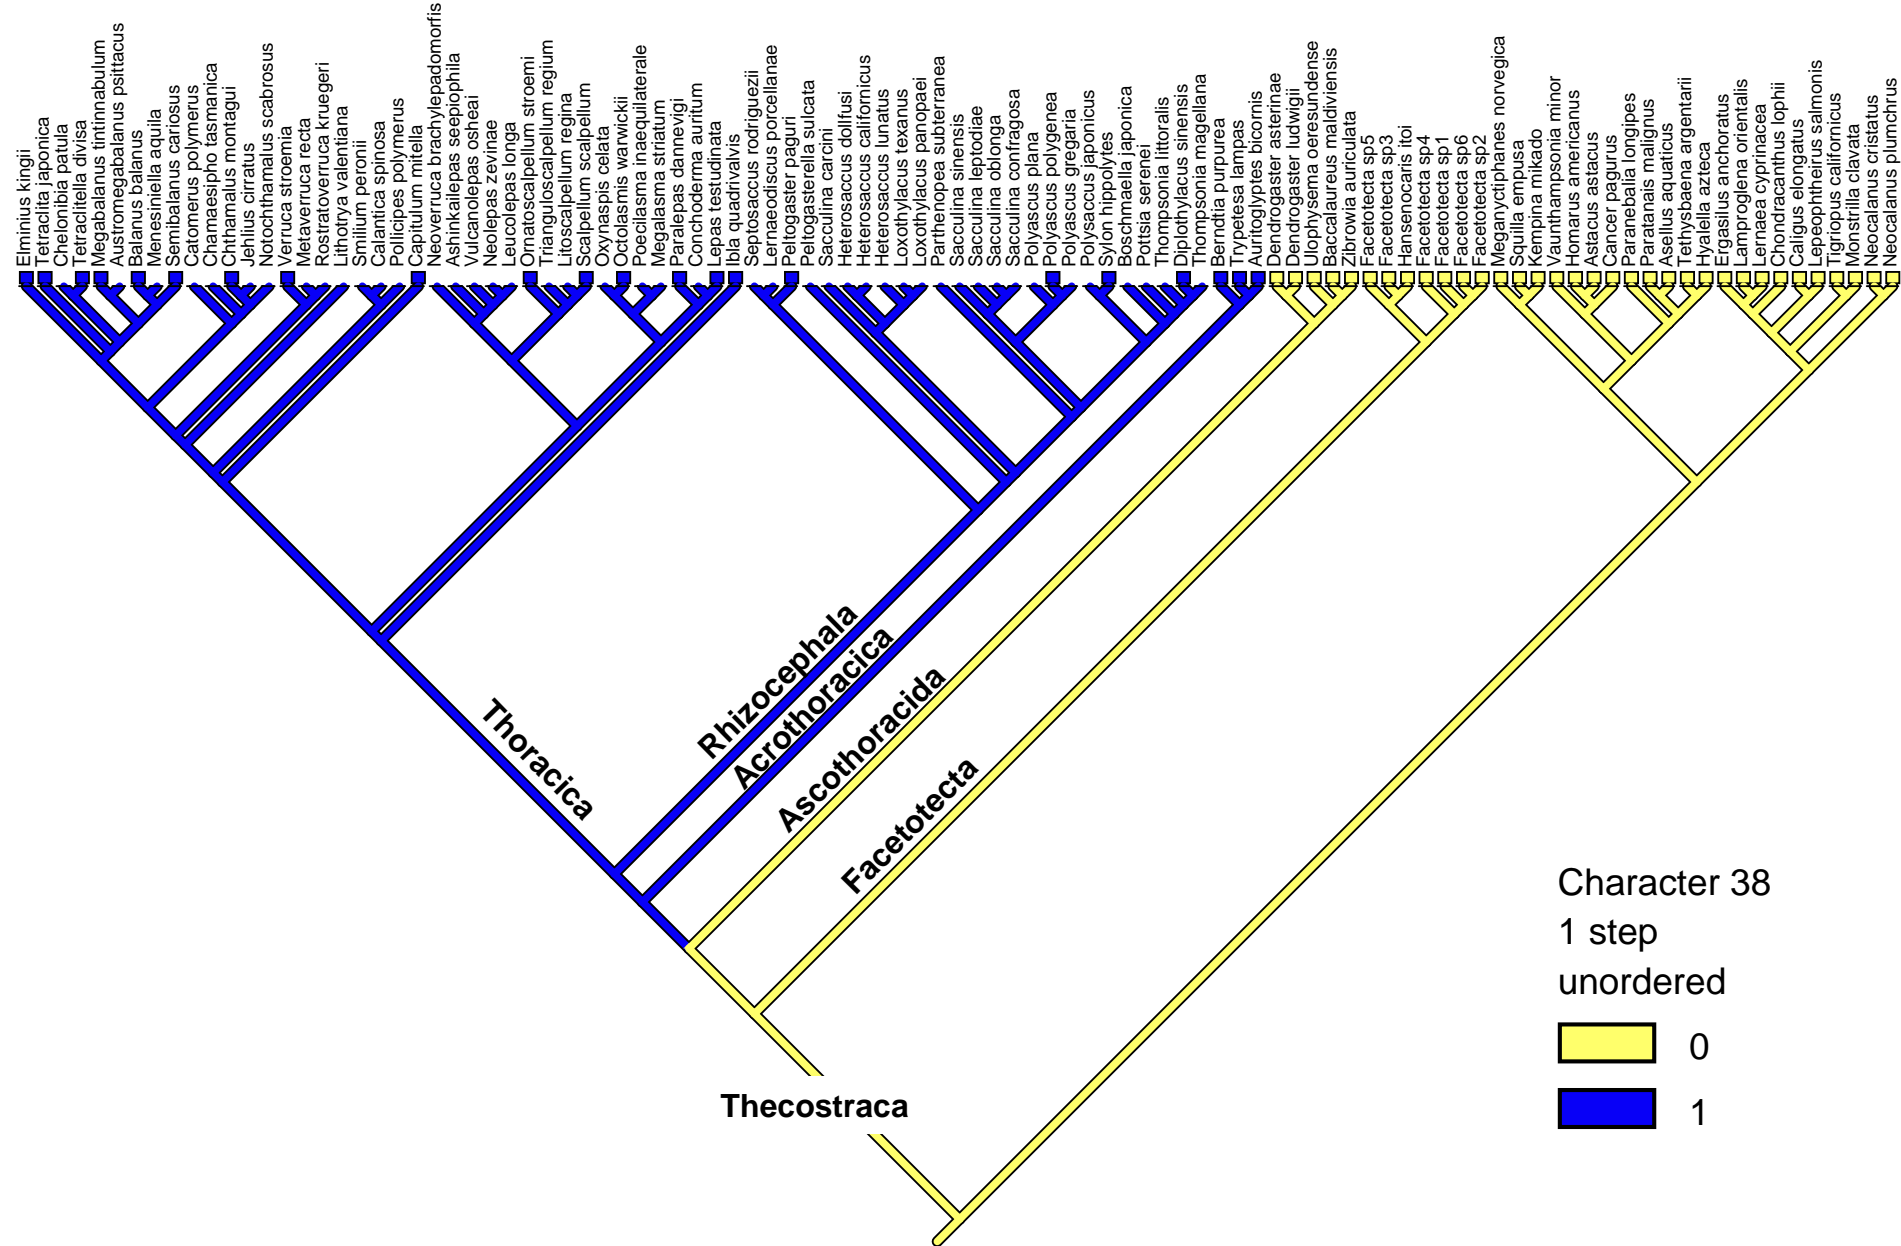 Elminius kingii
Tetraclita japonica
Chelonibia patula
Tetraclitella divisa
Megabalanus tintinnabulum
Austromegabalanus psittacus
Balanus balanus
Menesiniella aquila
Semibalanus cariosus
Catomerus polymerus
Chamaesipho tasmanica
Chthamalus montagui
Jehlius cirratus
Notochthamalus scabrosus
Verruca stroemia
Metaverruca recta
Rostratoverruca kruegeri
Lithotrya valentiana
Smilium peronii
Calantica spinosa
Pollicipes polymerus
Capitulum mitella
Neoverruca brachylepadomorfis
Ashinkailepas seepiophila
Vulcanolepas osheai
Neolepas zevinae
Leucolepas longa
Ornatoscalpellum stroemi
Trianguloscalpellum regium
Litoscalpellum regina
Scalpellum scalpellum
Oxynaspis celata
Octolasmis warwickii
Poecilasma inaequilaterale
Megalasma striatum
Paralepas dannevigi
Conchoderma auritum
Lepas testudinata
Ibla quadrivalvis
Septosaccus rodriguezii
Lernaeodiscus porcellanae
Peltogaster paguri
Peltogasterella sulcata
Sacculina carcini
Heterosaccus dollfusi
Heterosaccus californicus
Heterosaccus lunatus
Loxothylacus texanus
Loxothylacus panopaei
Parthenopea subterranea
Sacculina sinensis
Sacculina leptodiae
Sacculina oblonga
Sacculina confragosa
Polyascus plana
Polyascus polygenea
Polyascus gregaria
Polysaccus japonicus
Sylon hippolytes
Boschmaella japonica
Pottsia serenei
Thompsonia littoralis
Diplothylacus sinensis
Thompsonia magellana
Berndtia purpurea
Trypetesa lampas
Auritoglyptes bicornis
Dendrogaster asterinae
Dendrogaster ludwigii
Ulophysema oeresundense
Baccalaureus maldiviensis
Zibrowia auriculata
Facetotecta sp5
Facetotecta sp3
Hansenocaris itoi
Facetotecta sp4
Facetotecta sp1
Facetotecta sp6
Facetotecta sp2
Meganyctiphanes norvegica
Squilla empusa
Kempina mikado
Vaunthampsonia minor
Homarus americanus
Astacus astacus
Cancer pagurus
Paranebalia longipes
Paratanais malignus
Asellus aquaticus
Tethysbaena argentarii
Hyalella azteca
Ergasilus anchoratus
Lamproglena orientalis
Lernaea cyprinacea
Chondracanthus lophii
Caligus elongatus
Lepeophtheirus salmonis
Tigriopus californicus
Monstrilla clavata
Neocalanus cristatus
Neocalanus plumchrus
Thoracica
Rhizocephala
Acrothoracica
Ascothoracida
Facetotecta
Thecostraca
Character 38
1 step
unordered
0
1